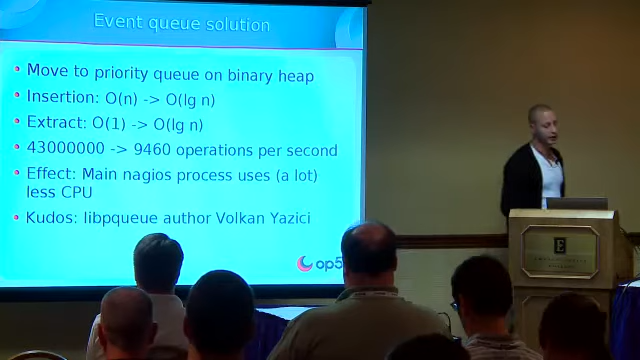 Event queue solution
Move to priority queue on binary heap
Insertion: O(n) -> O(lg n)
Extract: O(1) -> O(lg n)
43000000 -> 9460 operations per second
Effect: Main nagios process uses (a lot)
less CPU
Kudos: libpqueue author Volkan Yazici
op5
E